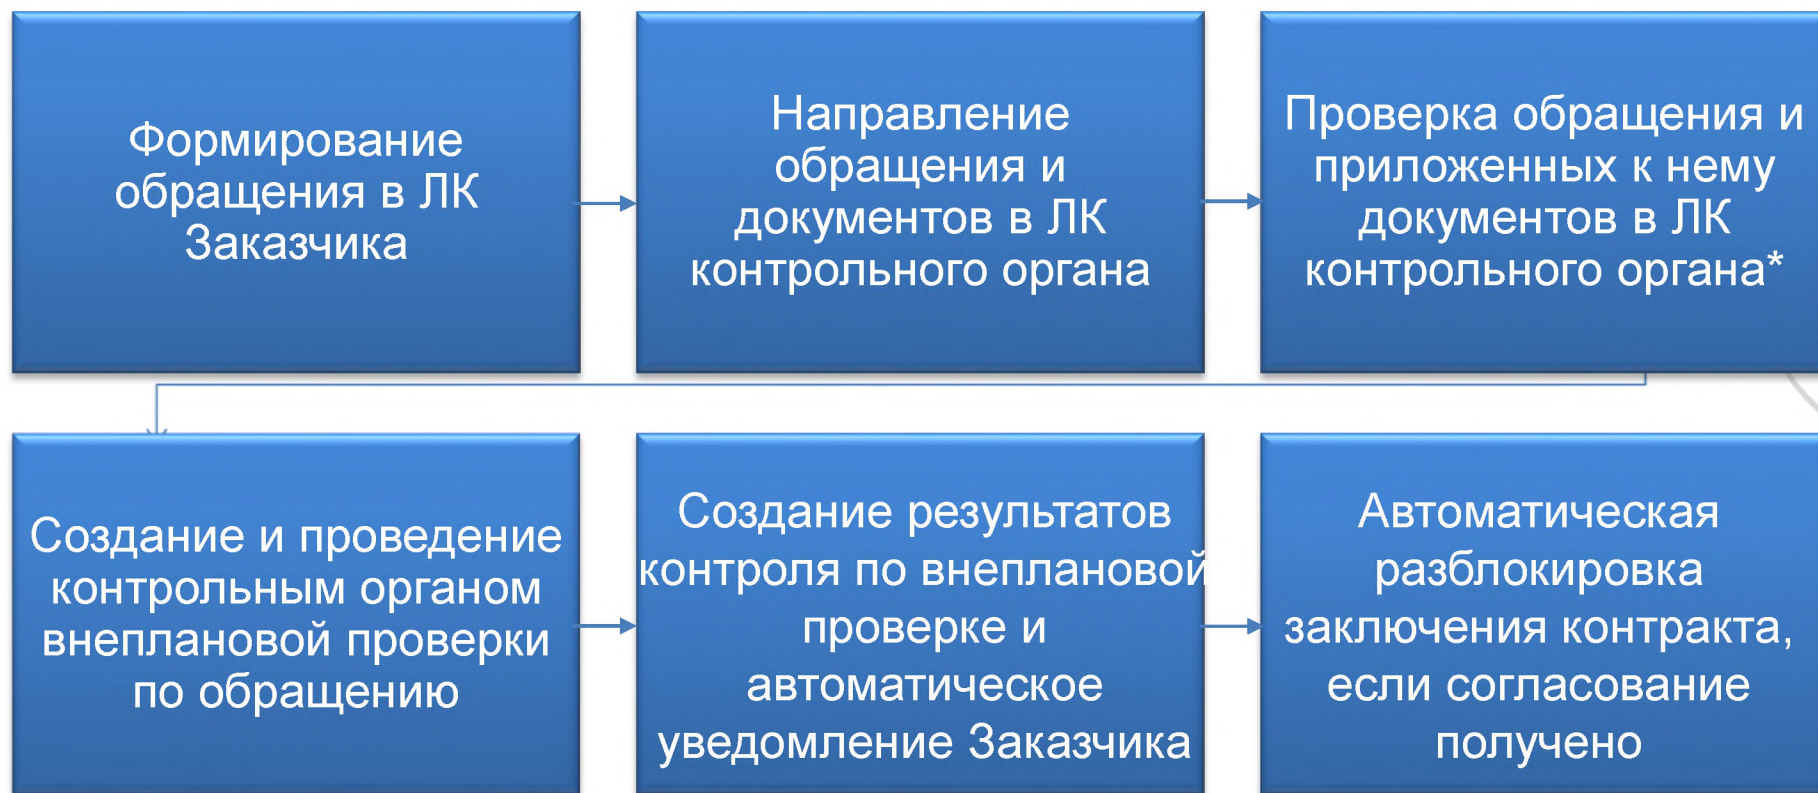 Формирование
обращения в ЛК
Заказчика
Направление
обращения и
документов в ЛК
контрольного органа
Проверка обращения и
приложенных к нему
документов в ЛК
контрольного органа*
Создание и проведение
контрольным органом
внеплановой проверки
по обращению
Создание результатов
контроля по внеплановой
проверке и
автоматическое
уведомление Заказчика
Автоматическая
разблокировка
заключения контракта,
если согласование
получено